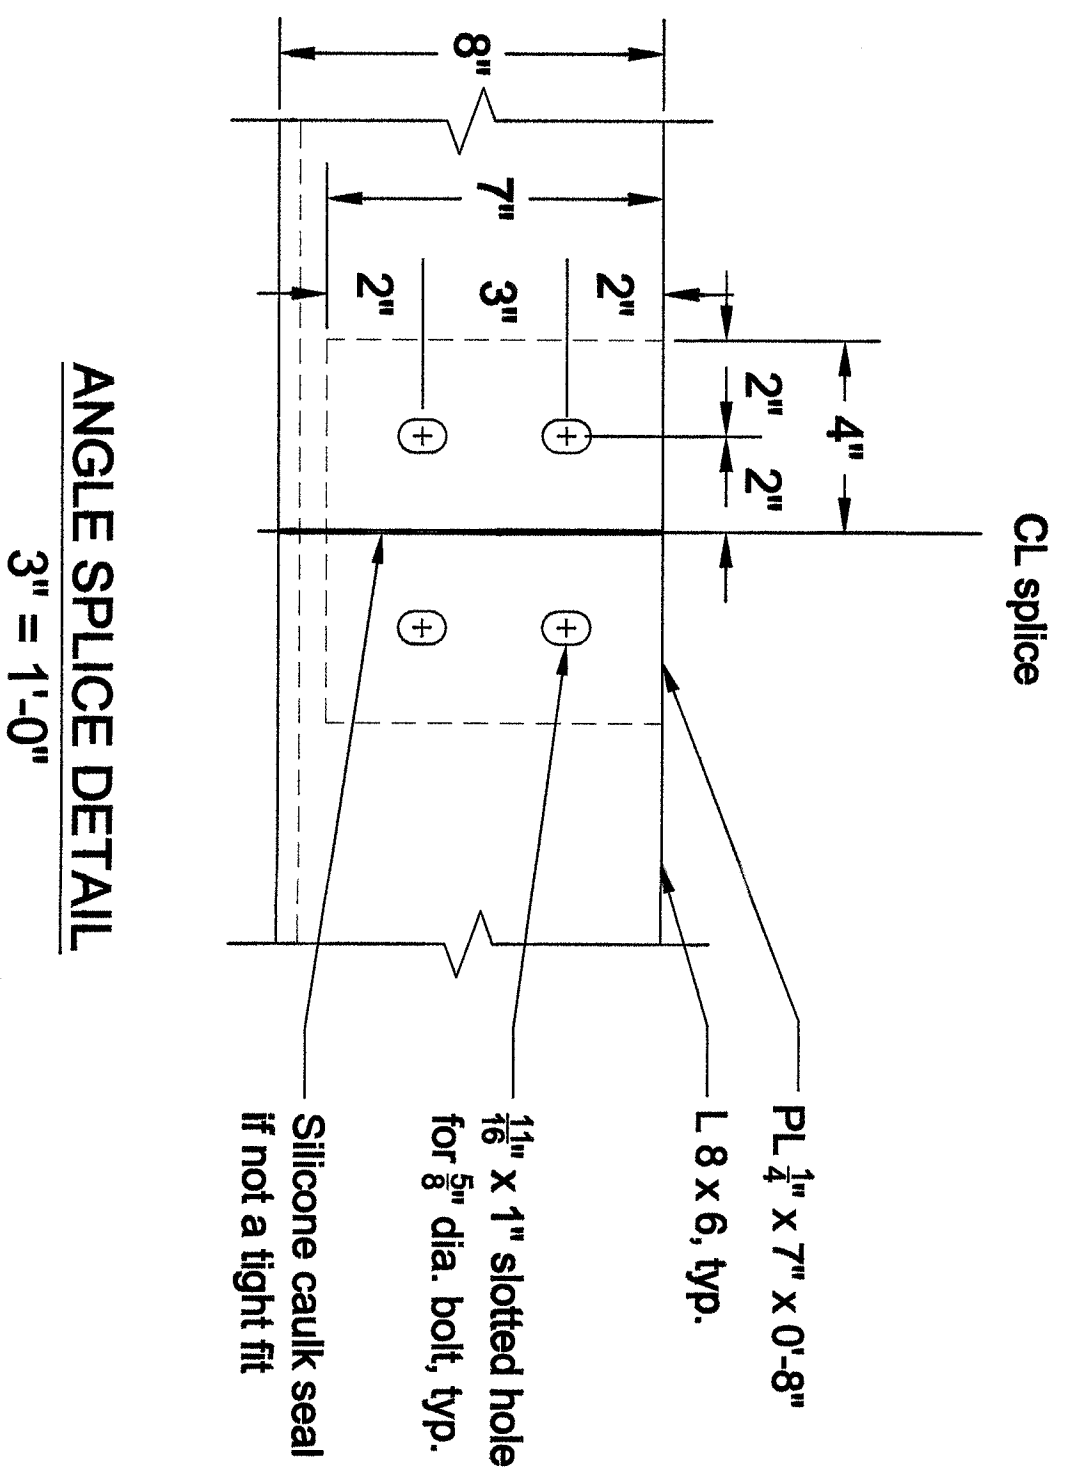 CL splice
4"
2"
2"
8"
7"
2"
3"
2"
PL 1/4" x 7" x 0'-8"
L 8 x 6, typ.
11/16" x 1" slotted hole
for 5/8" dia. bolt, typ.
Silicone caulk seal
if not a tight fit
ANGLE SPLICE DETAIL
3" = 1'-0"